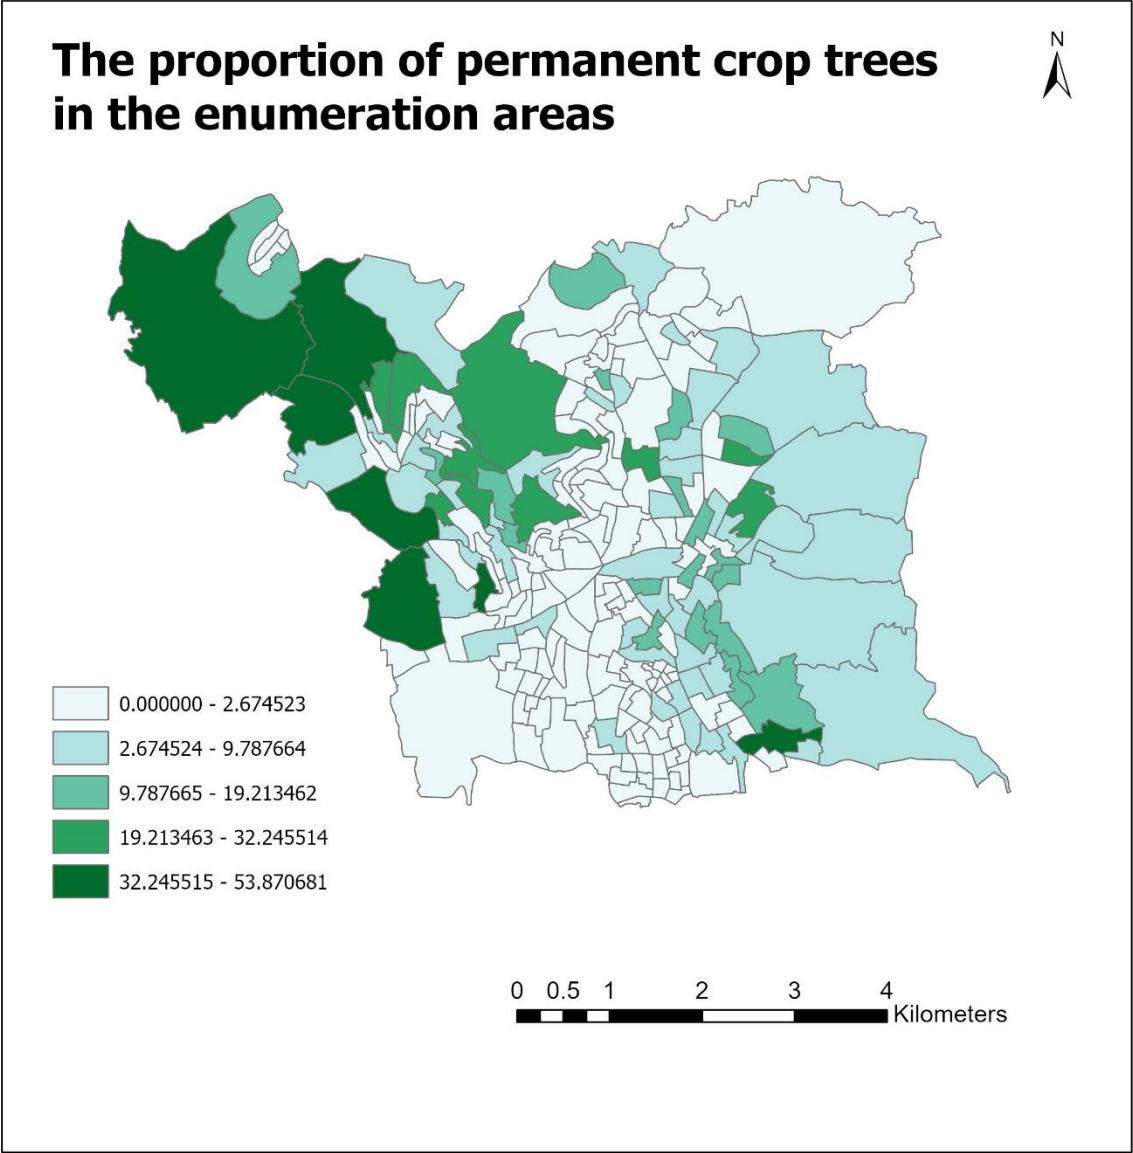 The proportion of permanent crop trees
in the enumeration areas
N
0.000000 - 2.674523
2.674524 - 9.787664
9.787665 - 19.213462
19.213463 - 32.245514
32.245515 - 53.870681
0 0.5 1 2 3 4
Kilometers